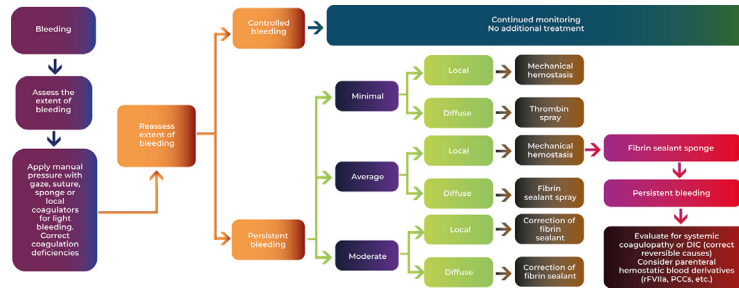 Bleeding
Assess the
extent of
bleeding
Apply manual
pressure with
gaze, suture,
sponge or
local
coagulators
for light
bleeding.
Correct
coagulation
deficiencies
Reassess
extent of
bleeding
Controlled
bleeding
Continued monitoring
No additional treatment
Persistent
bleeding
Minimal
Local
Mechanical
hemostasis
Diffuse
Thrombin
spray
Average
Local
Mechanical
hemostasis
Fibrin sealant sponge
Persistent bleeding
Evaluate for systemic
coagulopathy or DIC (correct
reversible causes)
Consider parenteral
hemostatic blood derivatives
(rFVIIa, PCCs, etc.)
Diffuse
Fibrin
sealant spray
Moderate
Local
Correction of
fibrin
sealant
Diffuse
Correction of
fibrin sealant